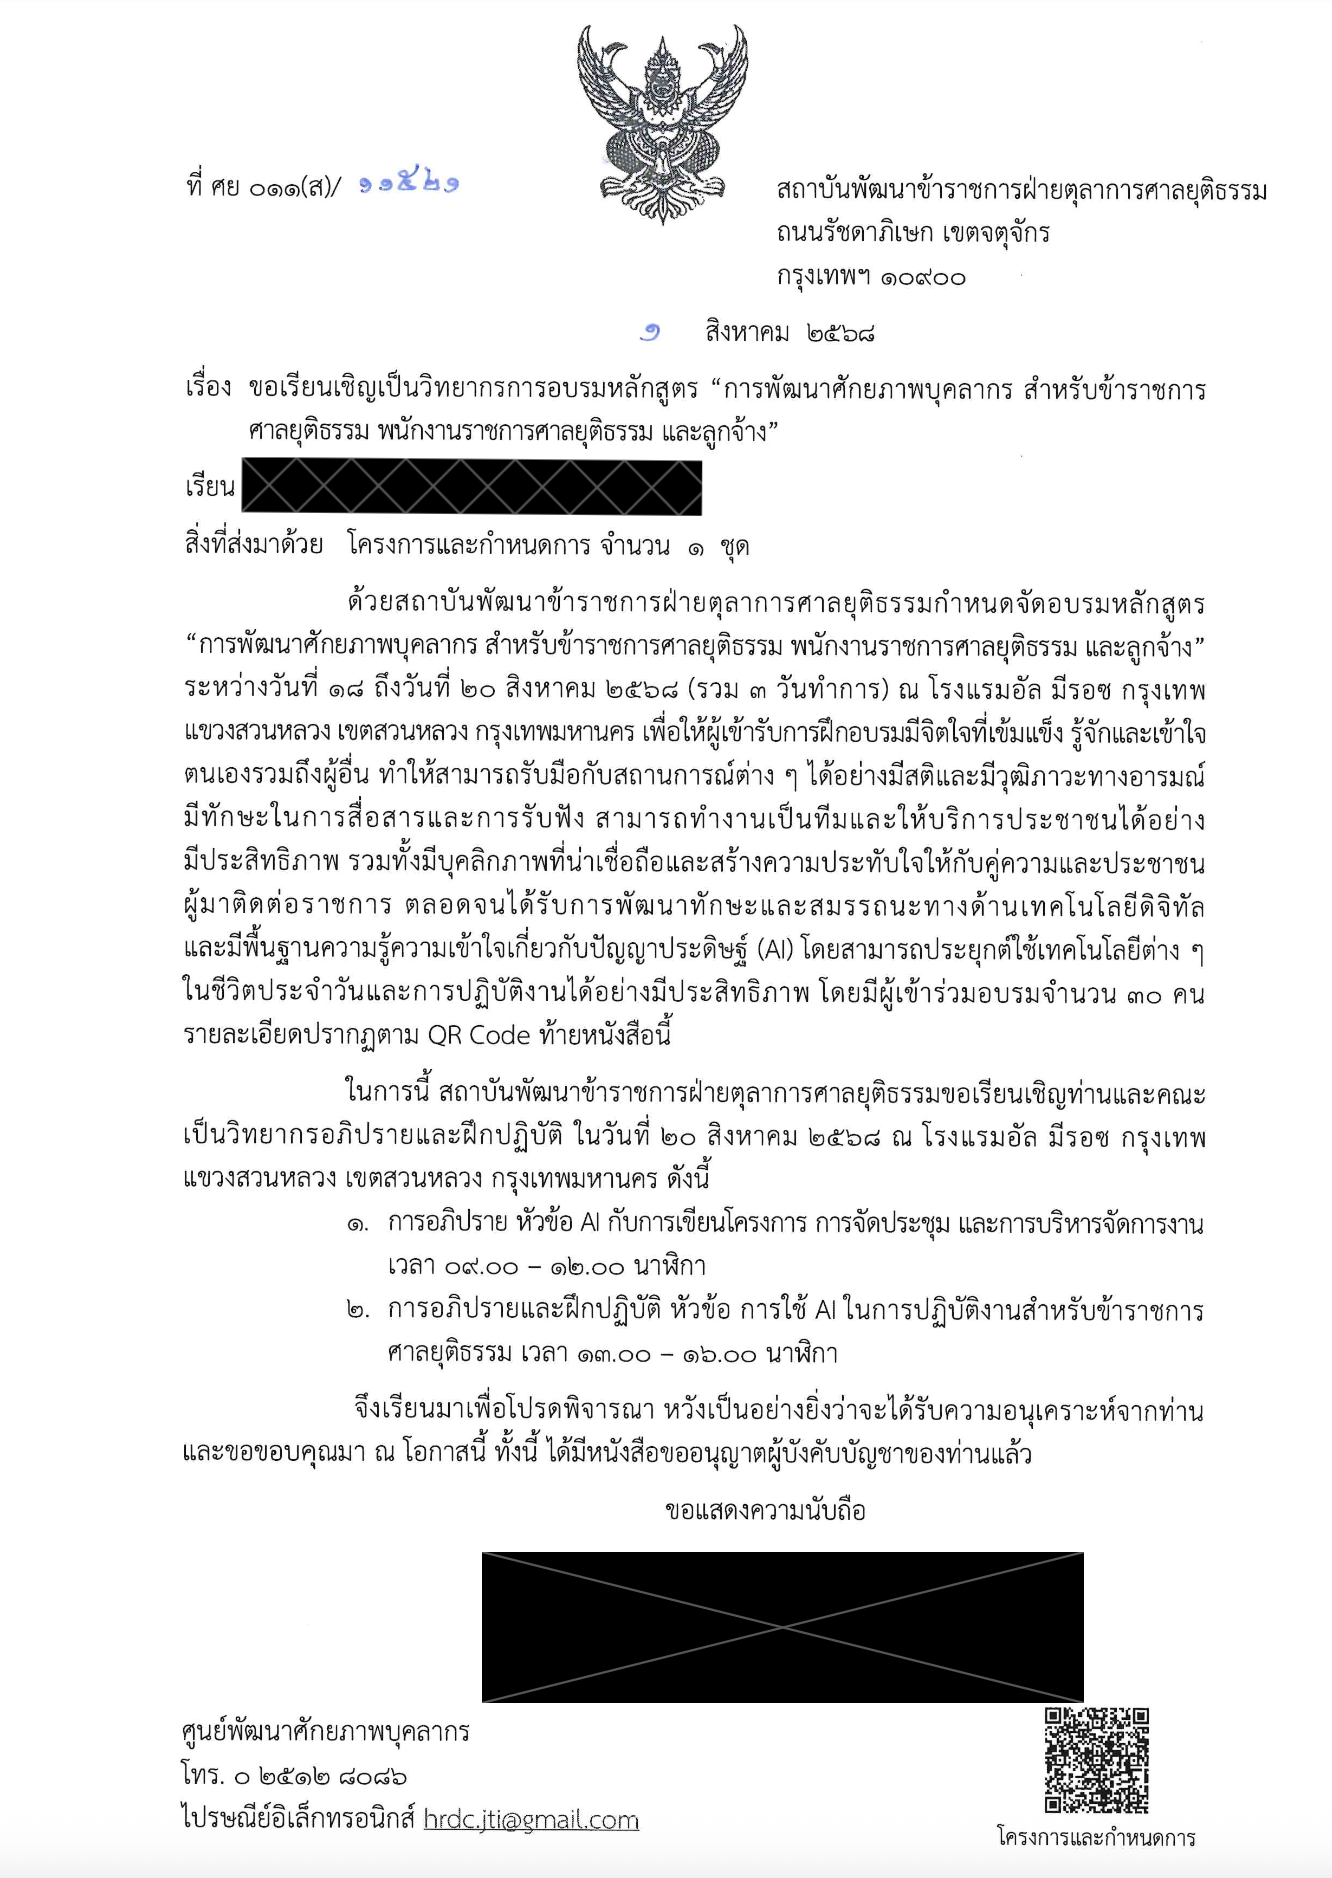 ที่ ศย ๐๑๑(ส)/ ๑๑๕๒๑
สถาบันพัฒนาข้าราชการฝ่ายตุลาการศาลยุติธรรม
ถนนรัชดาภิเษก เขตจตุจักร
กรุงเทพฯ ๑๐๙๐๐
๑ สิงหาคม ๒๕๖๘
เรื่อง ขอเรียนเชิญเป็นวิทยากรการอบรมหลักสูตร “การพัฒนาศักยภาพบุคลากร สำหรับข้าราชการ
ศาลยุติธรรม พนักงานราชการศาลยุติธรรม และลูกจ้าง”
เรียน
สิ่งที่ส่งมาด้วย โครงการและกำหนดการ จำนวน ๑ ชุด
ด้วยสถาบันพัฒนาข้าราชการฝ่ายตุลาการศาลยุติธรรมกำหนดจัดอบรมหลักสูตร
“การพัฒนาศักยภาพบุคลากร สำหรับข้าราชการศาลยุติธรรม พนักงานราชการศาลยุติธรรม และลูกจ้าง”
ระหว่างวันที่ ๑๘ ถึงวันที่ ๒๐ สิงหาคม ๒๕๖๘ (รวม ๓ วันทำการ) ณ โรงแรมอัล มีรอซ กรุงเทพ
แขวงสวนหลวง เขตสวนหลวง กรุงเทพมหานคร เพื่อให้ผู้เข้ารับการฝึกอบรมมีจิตใจที่เข้มแข็ง รู้จักและเข้าใจ
ตนเองรวมถึงผู้อื่น ทำให้สามารถรับมือกับสถานการณ์ต่าง ๆ ได้อย่างมีสติและมีวุฒิภาวะทางอารมณ์
มีทักษะในการสื่อสารและการรับฟัง สามารถทำงานเป็นทีมและให้บริการประชาชนได้อย่าง
มีประสิทธิภาพ รวมทั้งมีบุคลิกภาพที่น่าเชื่อถือและสร้างความประทับใจให้กับคู่ความและประชาชน
ผู้มาติดต่อราชการ ตลอดจนได้รับการพัฒนาทักษะและสมรรถนะทางด้านเทคโนโลยีดิจิทัล
และมีพื้นฐานความรู้ความเข้าใจเกี่ยวกับปัญญาประดิษฐ์ (AI) โดยสามารถประยุกต์ใช้เทคโนโลยีต่าง ๆ
ในชีวิตประจำวันและการปฏิบัติงานได้อย่างมีประสิทธิภาพ โดยมีผู้เข้าร่วมอบรมจำนวน ๓๐ คน
รายละเอียดปรากฏตาม QR Code ท้ายหนังสือนี้
ในการนี้ สถาบันพัฒนาข้าราชการฝ่ายตุลาการศาลยุติธรรมขอเรียนเชิญท่านและคณะ
เป็นวิทยากรอภิปรายและฝึกปฏิบัติ ในวันที่ ๒๐ สิงหาคม ๒๕๖๘ ณ โรงแรมอัล มีรอซ กรุงเทพ
แขวงสวนหลวง เขตสวนหลวง กรุงเทพมหานคร ดังนี้
๑. การอภิปราย หัวข้อ AI กับการเขียนโครงการ การจัดประชุม และการบริหารจัดการงาน
เวลา ๐๙.๐๐ – ๑๒.๐๐ นาฬิกา
๒. การอภิปรายและฝึกปฏิบัติ หัวข้อ การใช้ AI ในการปฏิบัติงานสำหรับข้าราชการ
ศาลยุติธรรม เวลา ๑๓.๐๐ – ๑๖.๐๐ นาฬิกา
จึงเรียนมาเพื่อโปรดพิจารณา หวังเป็นอย่างยิ่งว่าจะได้รับความอนุเคราะห์จากท่าน
และขอขอบคุณมา ณ โอกาสนี้ ทั้งนี้ ได้มีหนังสือขออนุญาตผู้บังคับบัญชาของท่านแล้ว
ขอแสดงความนับถือ
ศูนย์พัฒนาศักยภาพบุคลากร
โทร. ๐ ๒๕๑๒ ๘๐๘๖
ไปรษณีย์อิเล็กทรอนิกส์ hrdc.jti@gmail.com
โครงการและกำหนดการ